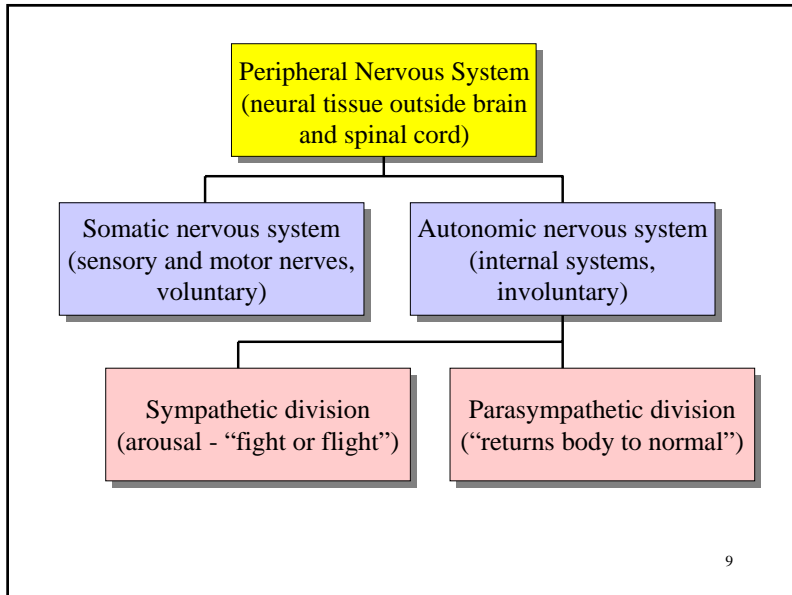 Peripheral Nervous System
(neural tissue outside brain
and spinal cord)
Somatic nervous system
(sensory and motor nerves,
voluntary)
Autonomic nervous system
(internal systems,
involuntary)
Sympathetic division
(arousal - “fight or flight”)
Parasympathetic division
(“returns body to normal”)
9